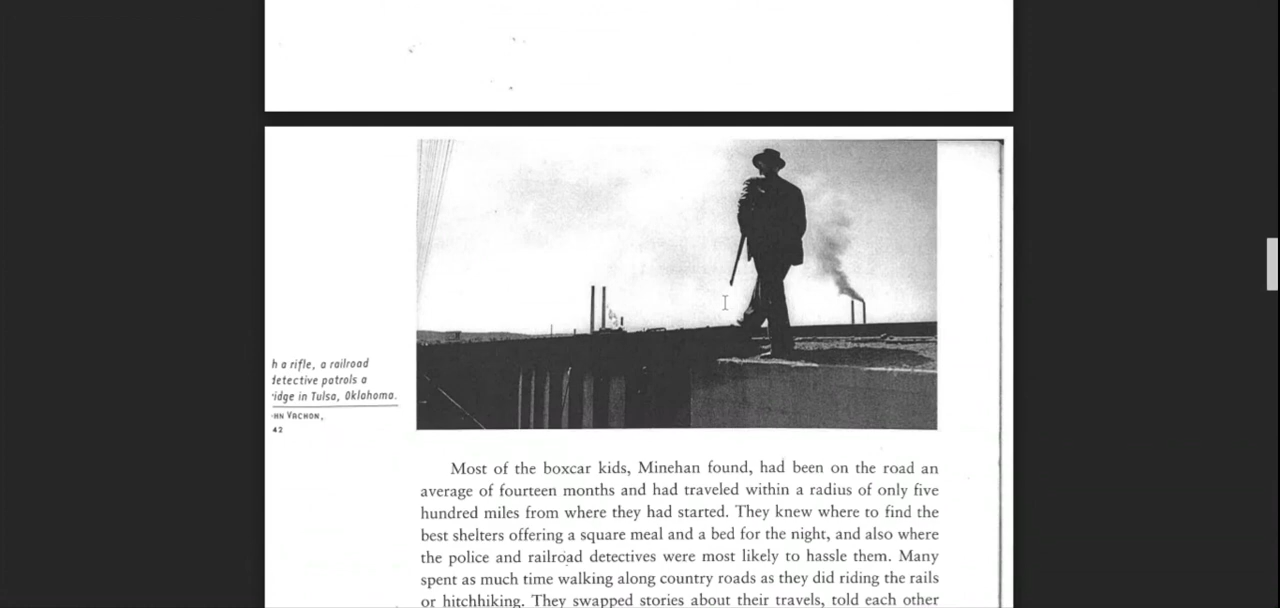 h a rifle, a railroad
detective patrols a
idge in Tulsa, Oklahoma.
HN VACHON,
42
Most of the boxcar kids, Minehan found, had been on the road an
average of fourteen months and had traveled within a radius of only five
hundred miles from where they had started. They knew where to find the
best shelters offering a square meal and a bed for the night, and also where
the police and railroad detectives were most likely to hassle them. Many
spent as much time walking along country roads as they did riding the rails
or hitchhiking. They swapped stories about their travels, told each other